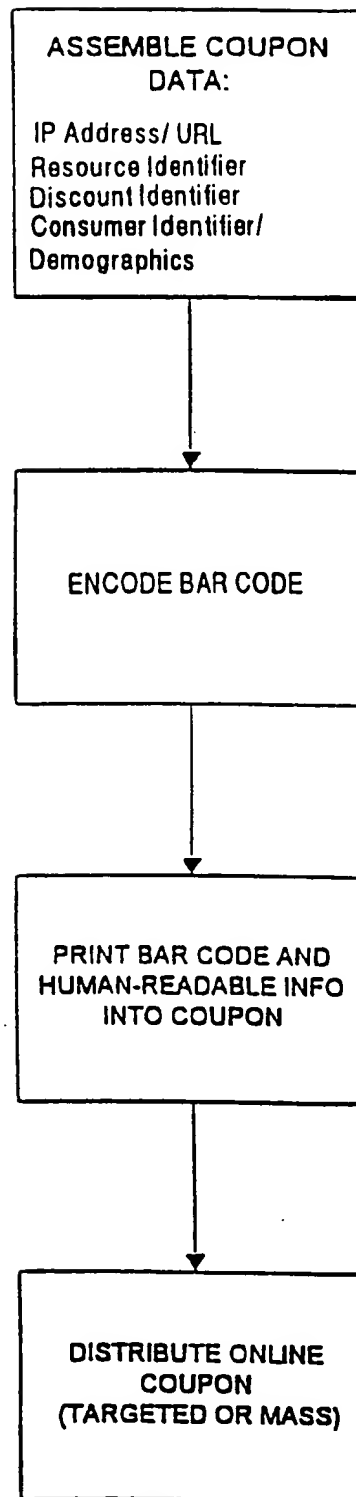 ASSEMBLE COUPON
DATA:
IP Address/ URL
Resource Identifier
Discount Identifier
Consumer Identifier/
Demographics
ENCODE BAR CODE
PRINT BAR CODE AND
HUMAN-READABLE INFO
INTO COUPON
DISTRIBUTE ONLINE
COUPON
(TARGETED OR MASS)